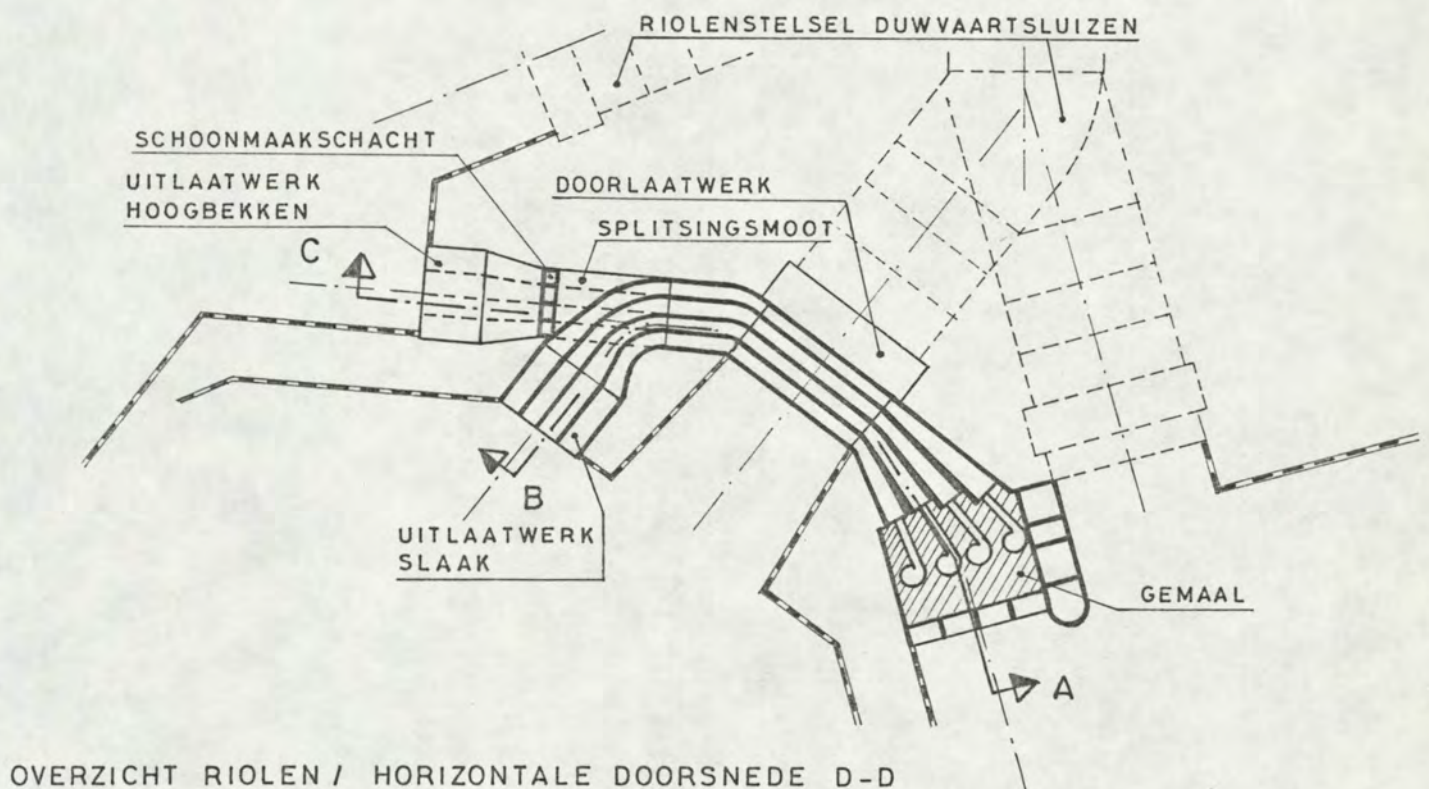 RIOLENSTELSEL DUWVAARTSLUIZEN
SCHOONMAAKSCHACHT
UITLAATWERK
HOOGBEKKEN
DOORLAATWERK
SPLITSINGSMOOT
C
B
UITLAATWERK
SLAAK
GEMAAL
A
OVERZICHT RIOLEN / HORIZONTALE DOORSNEDE D-D